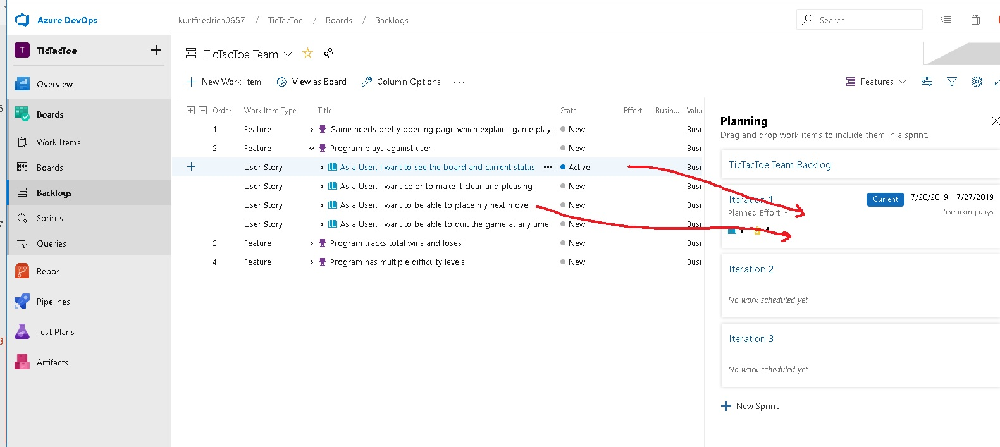 Azure DevOps
kurtfriedrich0657 / TicTacToe / Boards / Backlogs
Search
T TicTacToe
Overview
Boards
Work Items
Boards
Backlogs
Sprints
Queries
Repos
Pipelines
Test Plans
Artifacts
TicTacToe Team
New Work Item View as Board Column Options ...
Features
Order Work Item Type Title State Effort Busin... Valu
1 Feature Game needs pretty opening page which explains game play. New Busi
2 Feature Program plays against user New Busi
User Story As a User, I want to see the board and current status ... Active Busi
User Story As a User, I want color to make it clear and pleasing New Busi
User Story As a User, I want to be able to place my next move New Busi
User Story As a User, I want to be able to quit the game at any time New Busi
3 Feature Program tracks total wins and loses New Busi
4 Feature Program has multiple difficulty levels New Busi
Planning
Drag and drop work items to include them in a sprint.
TicTacToe Team Backlog
Iteration 1 Current 7/20/2019 - 7/27/2019
Planned Effort: - 5 working days
1 4
Iteration 2
No work scheduled yet
Iteration 3
No work scheduled yet
New Sprint